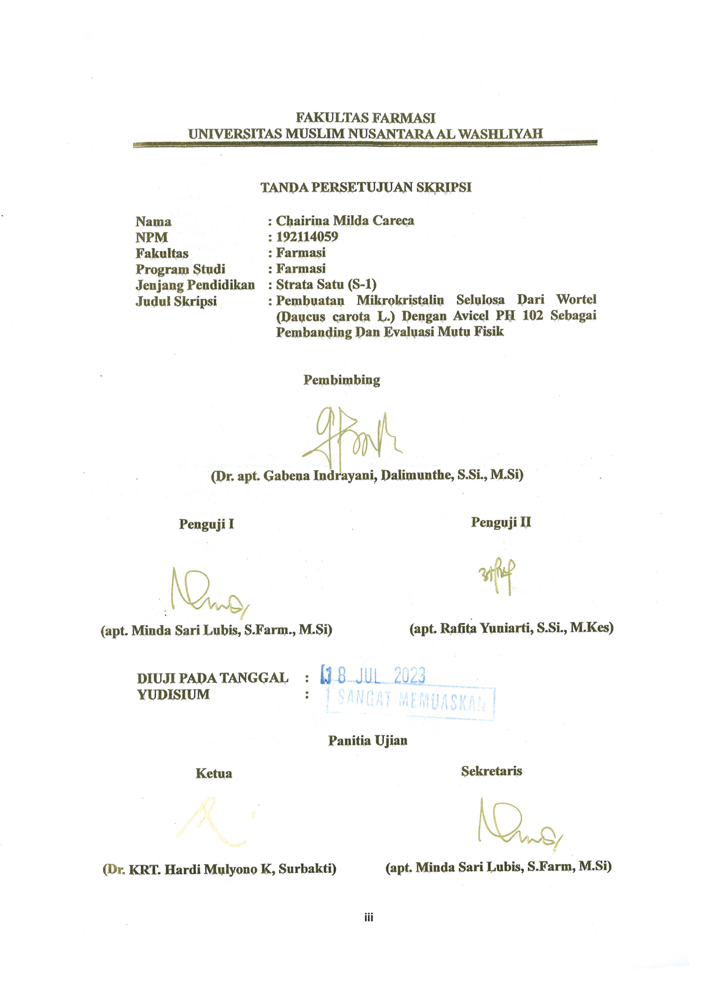 FAKULTAS FARMASI
UNIVERSITAS MUSLIM NUSANTARA AL WASHLIYAH
TANDA PERSETUJUAN SKRIPSI
Nama : Chairina Milda Careca
NPM : 192114059
Fakultas : Farmasi
Program Studi : Farmasi
Jenjang Pendidikan : Strata Satu (S-1)
Judul Skripsi : Pembuatan Mikrokristalin Selulosa Dari Wortel
(Daucus carota L.) Dengan Avicel PH 102 Sebagai
Pembanding Dan Evaluasi Mutu Fisik
Pembimbing
(Dr. apt. Gabena Indrayani, Dalimunthe, S.Si., M.Si)
Penguji I Penguji II
(apt. Minda Sari Lubis, S.Farm., M.Si) (apt. Rafita Yuniarti, S.Si., M.Kes)
DIUJI PADA TANGGAL : 18 JUL 2023
YUDISIUM : SANGAT MEMUASKAN
Panitia Ujian
Ketua Sekretaris
(Dr. KRT. Hardi Mulyono K, Surbakti) (apt. Minda Sari Lubis, S.Farm, M.Si)
iii